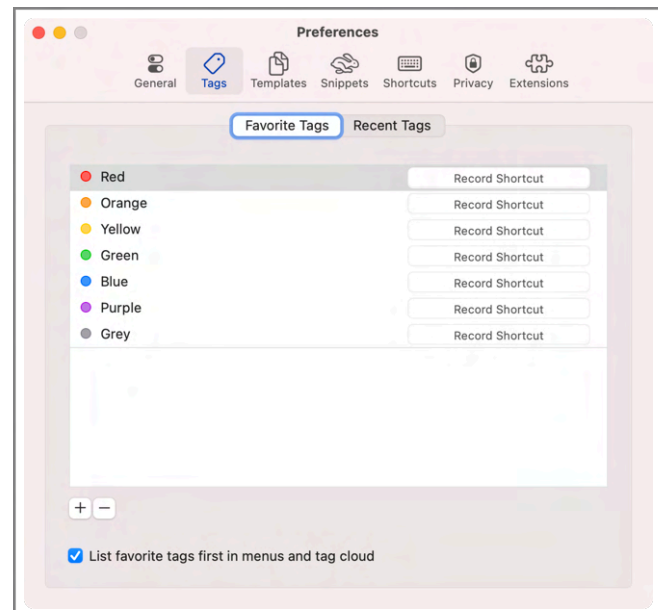 Preferences
General Tags Templates Snippets Shortcuts Privacy Extensions
Favorite Tags Recent Tags
Red Record Shortcut
Orange Record Shortcut
Yellow Record Shortcut
Green Record Shortcut
Blue Record Shortcut
Purple Record Shortcut
Grey Record Shortcut
+ −
List favorite tags first in menus and tag cloud